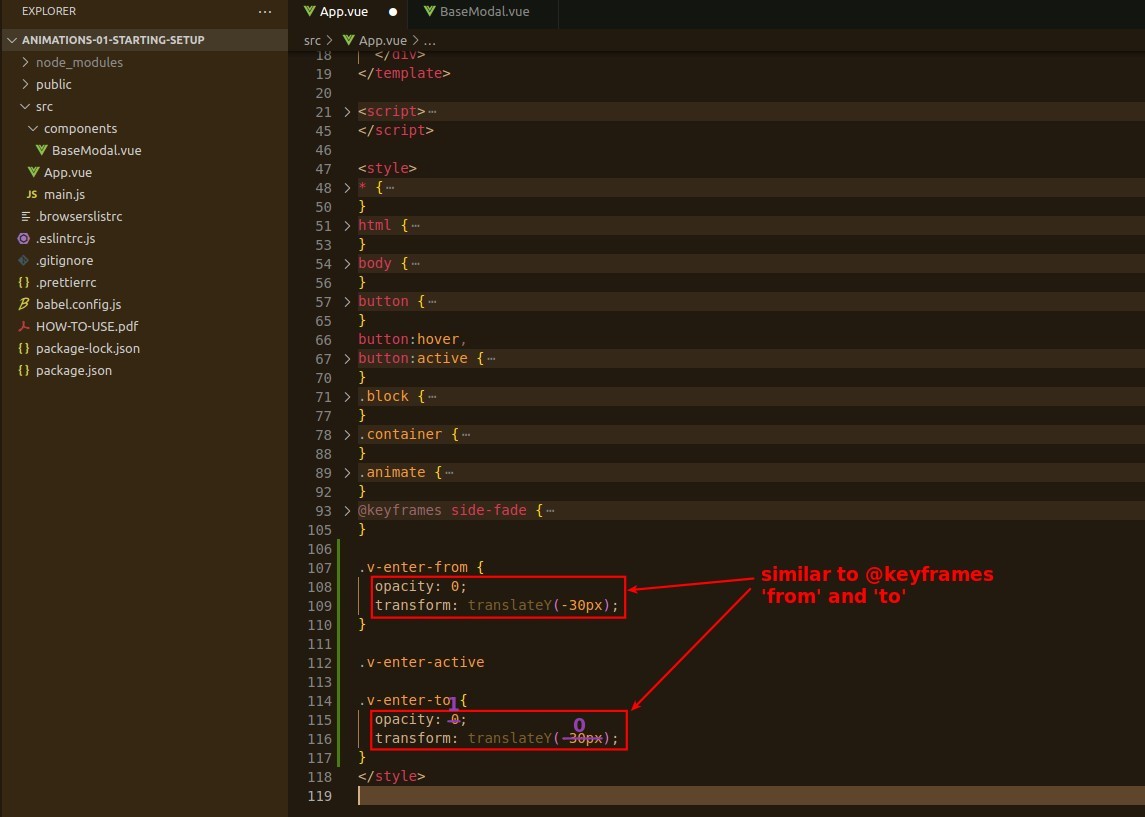 EXPLORER ...
App.vue
BaseModal.vue
ANIMATIONS-01-STARTING-SETUP
node_modules
public
src
components
BaseModal.vue
App.vue
JS main.js
.browserslistrc
.eslintrc.js
.gitignore
{} .prettierrc
babel.config.js
HOW-TO-USE.pdf
{} package-lock.json
{} package.json
src > App.vue > ...
18 </div>
19 </template>
20
21 > <script> ...
45 </script>
46
47 <style>
48 > * { ...
50 }
51 > html { ...
53 }
54 > body { ...
56 }
57 > button { ...
65 }
66 button:hover,
67 > button:active { ...
70 }
71 > .block { ...
77 }
78 > .container { ...
88 }
89 > .animate { ...
92 }
93 > @keyframes side-fade { ...
105 }
106
107 .v-enter-from {
108 opacity: 0;
109 transform: translateY(-30px);
110 }
111
112 .v-enter-active
113
114 .v-enter-to {
1
115 opacity: 0;
0
116 transform: translateY(-30px);
117 }
118 </style>
119
similar to @keyframes
'from' and 'to'